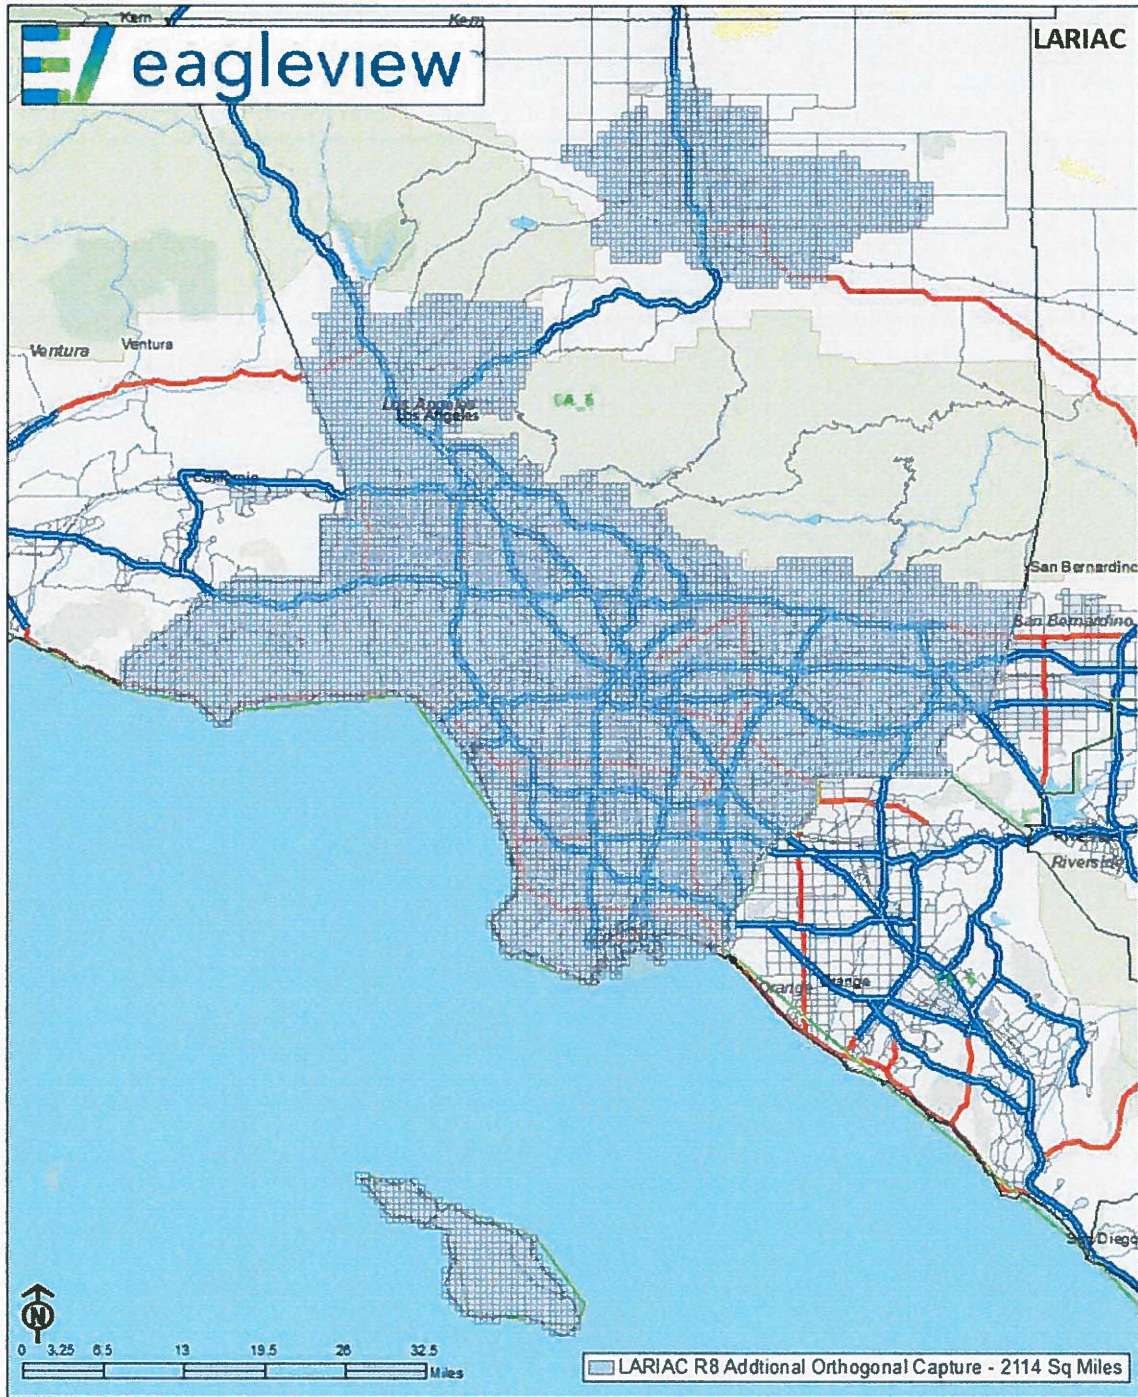 Kern
Kern
LARIAC
eagleview
Ventura
Ventura
Los Angeles
Los Angeles
CA_6
California
San Bernardino
San Bernardino
Riverside
Orange
Orange
San Diego
N
0 3.25 6.5 13 19.5 26 32.5
Miles
LARIAC R8 Addtional Orthogonal Capture - 2114 Sq Miles